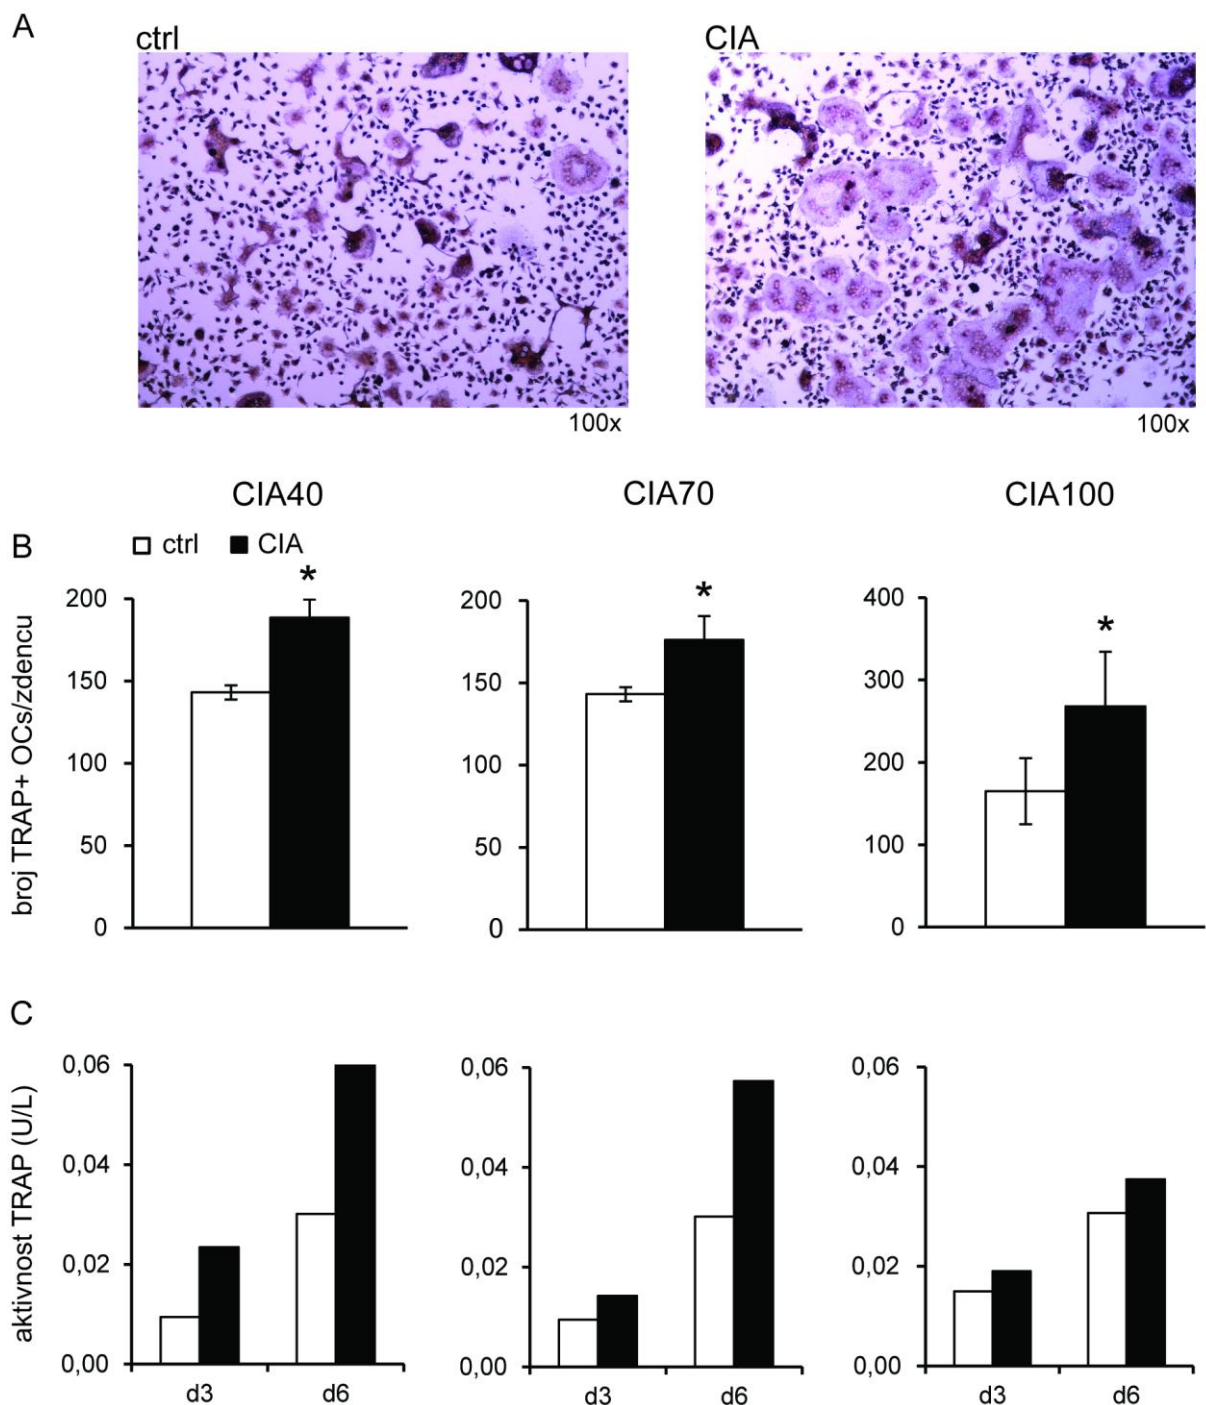 A
ctrl
CIA
100x
100x
CIA40
CIA70
CIA100
B
ctrl
CIA
broj TRAP+ OCs/zdencu
200
150
100
50
0
*
200
150
100
50
0
*
400
300
200
100
0
*
C
aktivnost TRAP (U/L)
0,06
0,04
0,02
0,00
d3 d6
0,06
0,04
0,02
0,00
d3 d6
0,06
0,04
0,02
0,00
d3 d6